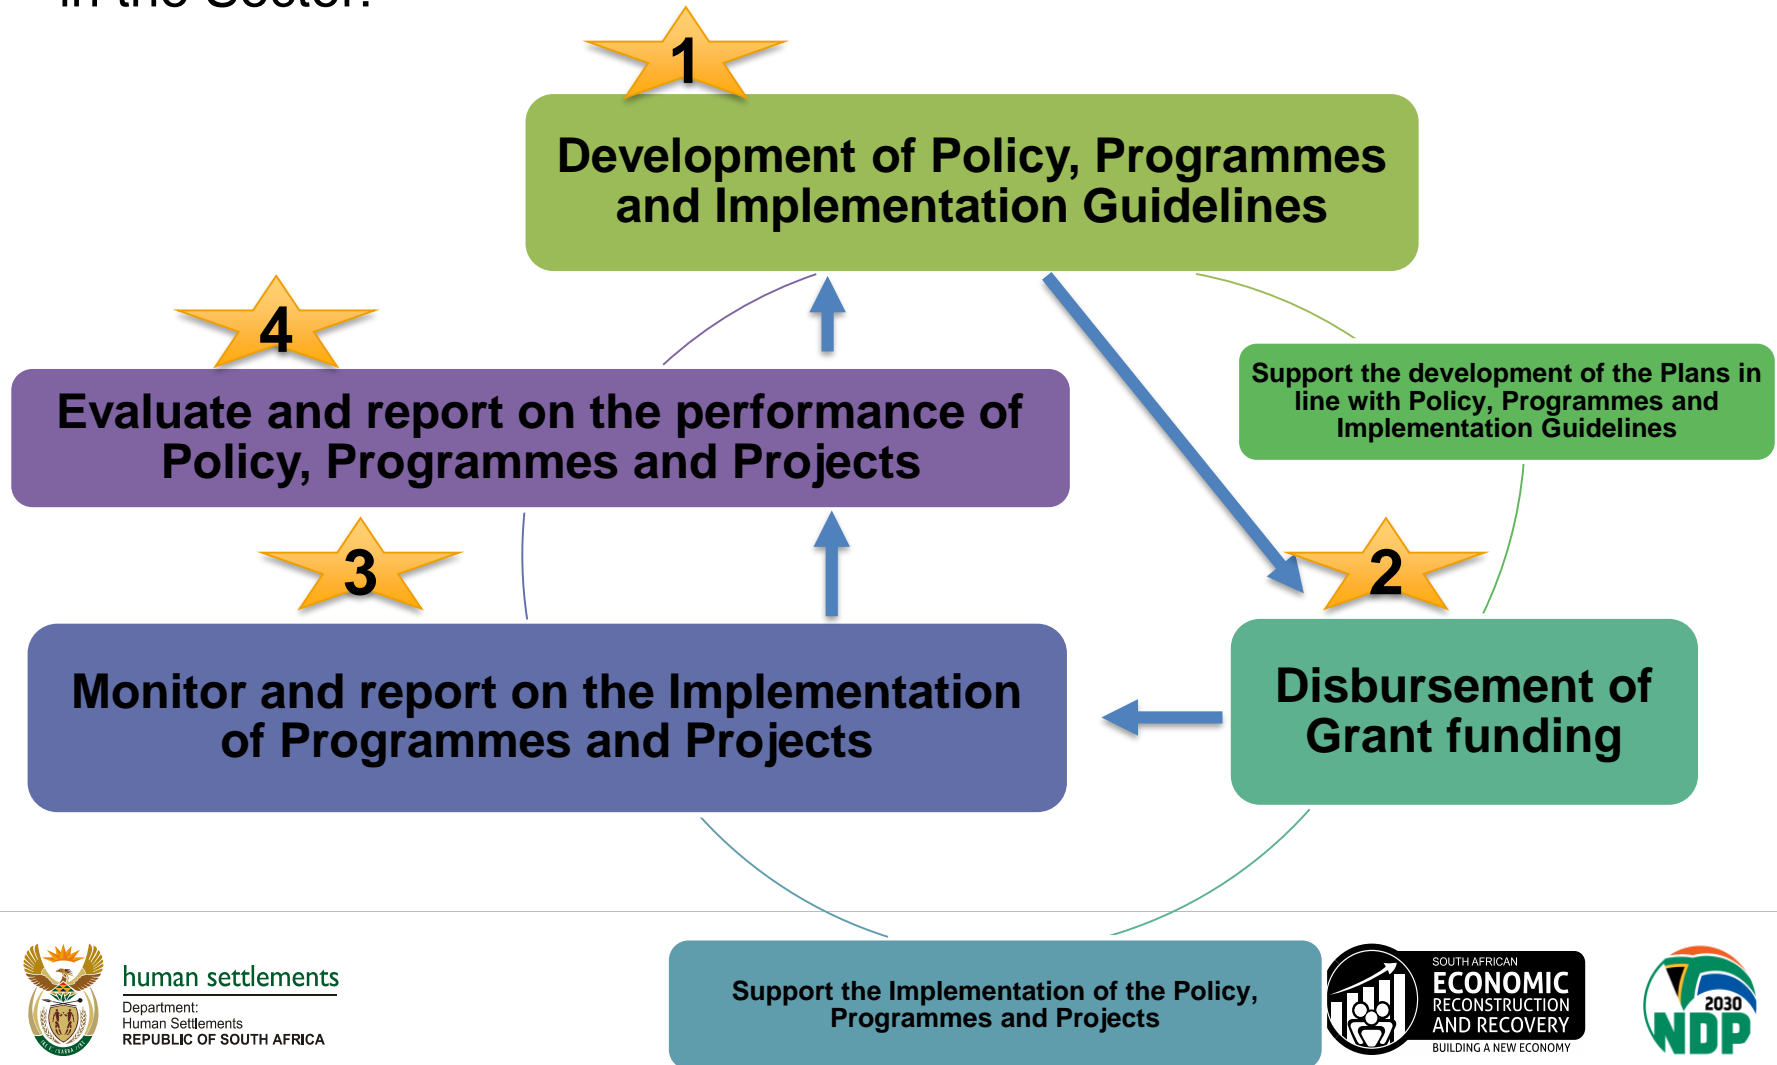 in the Sector.
1
Development of Policy, Programmes
and Implementation Guidelines
4
Evaluate and report on the performance of
Policy, Programmes and Projects
Support the development of the Plans in
line with Policy, Programmes and
Implementation Guidelines
3
2
Monitor and report on the Implementation
of Programmes and Projects
Disbursement of
Grant funding
human settlements
Department:
Human Settlements
REPUBLIC OF SOUTH AFRICA
Support the Implementation of the Policy,
Programmes and Projects
SOUTH AFRICAN
ECONOMIC
RECONSTRUCTION
AND RECOVERY
BUILDING A NEW ECONOMY
2030
NDP